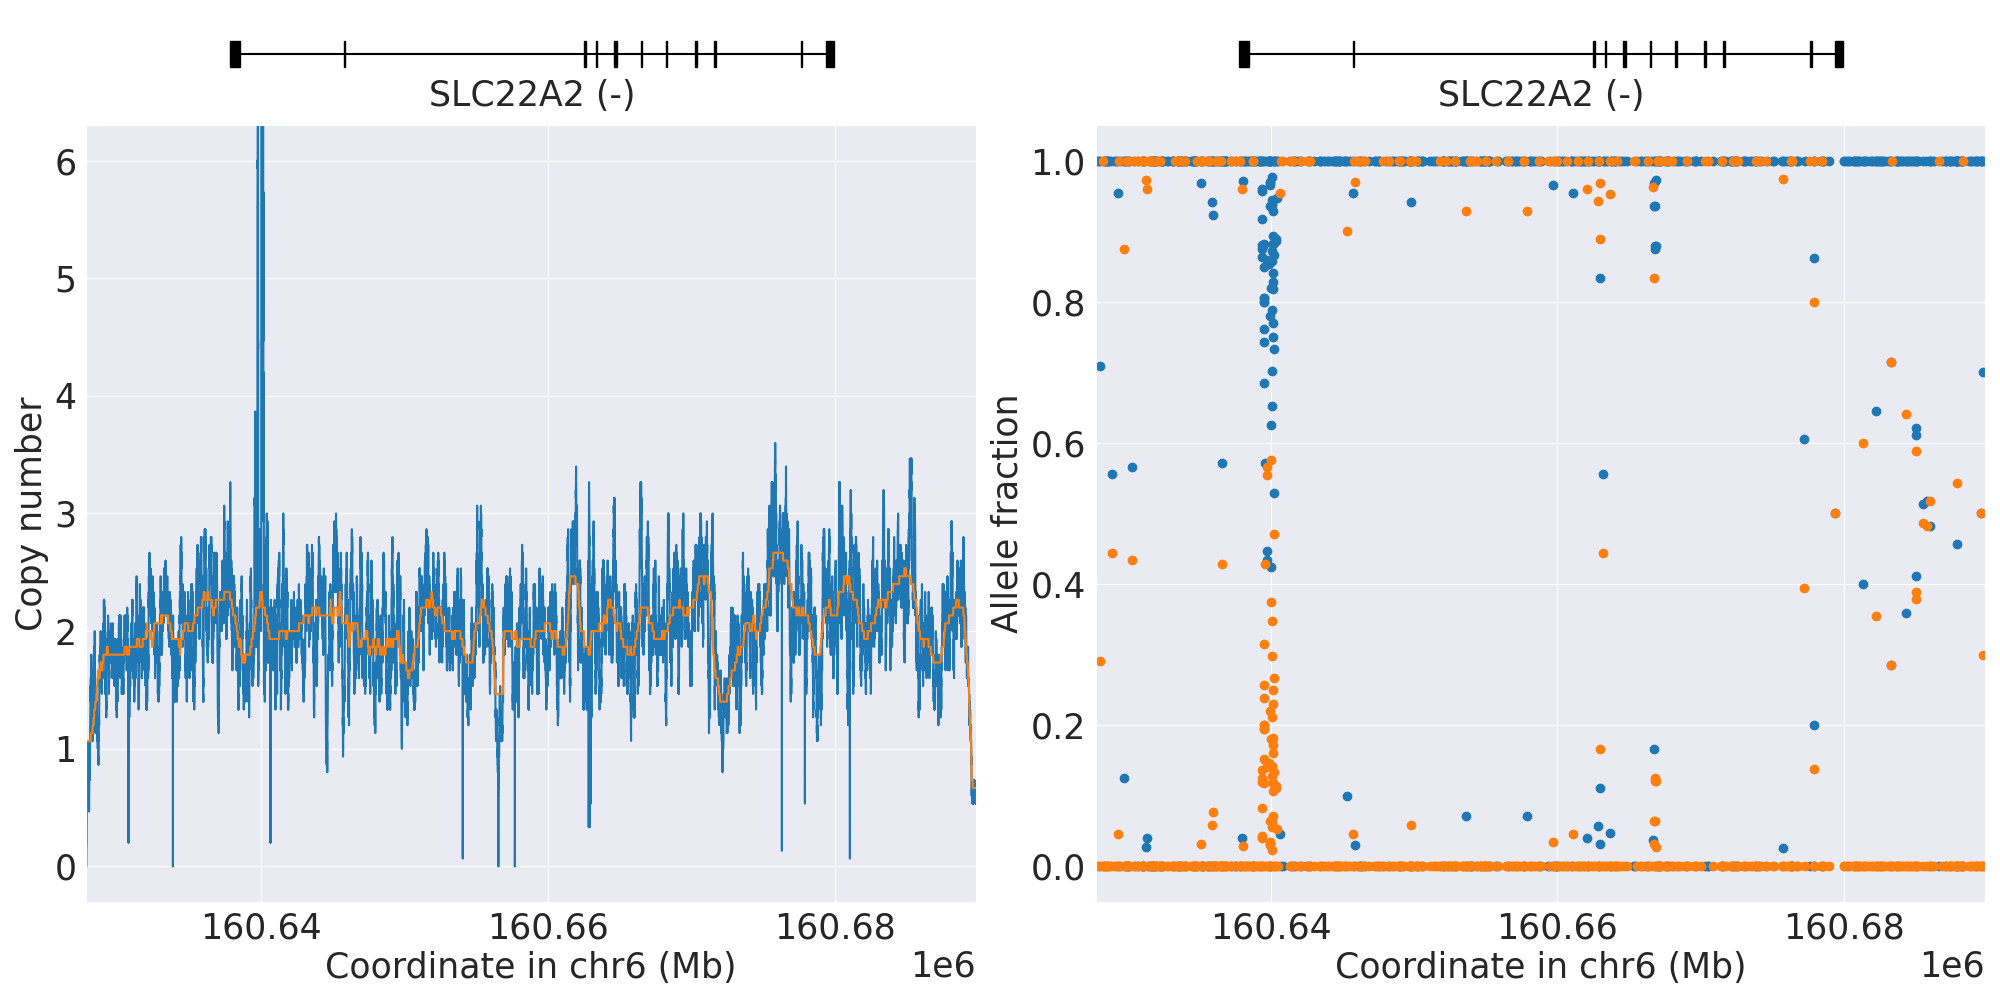 SLC22A2 (-)
Copy number
6
5
4
3
2
1
0
160.64
160.66
160.68
Coordinate in chr6 (Mb)
1e6
SLC22A2 (-)
Allele fraction
1.0
0.8
0.6
0.4
0.2
0.0
160.64
160.66
160.68
Coordinate in chr6 (Mb)
1e6